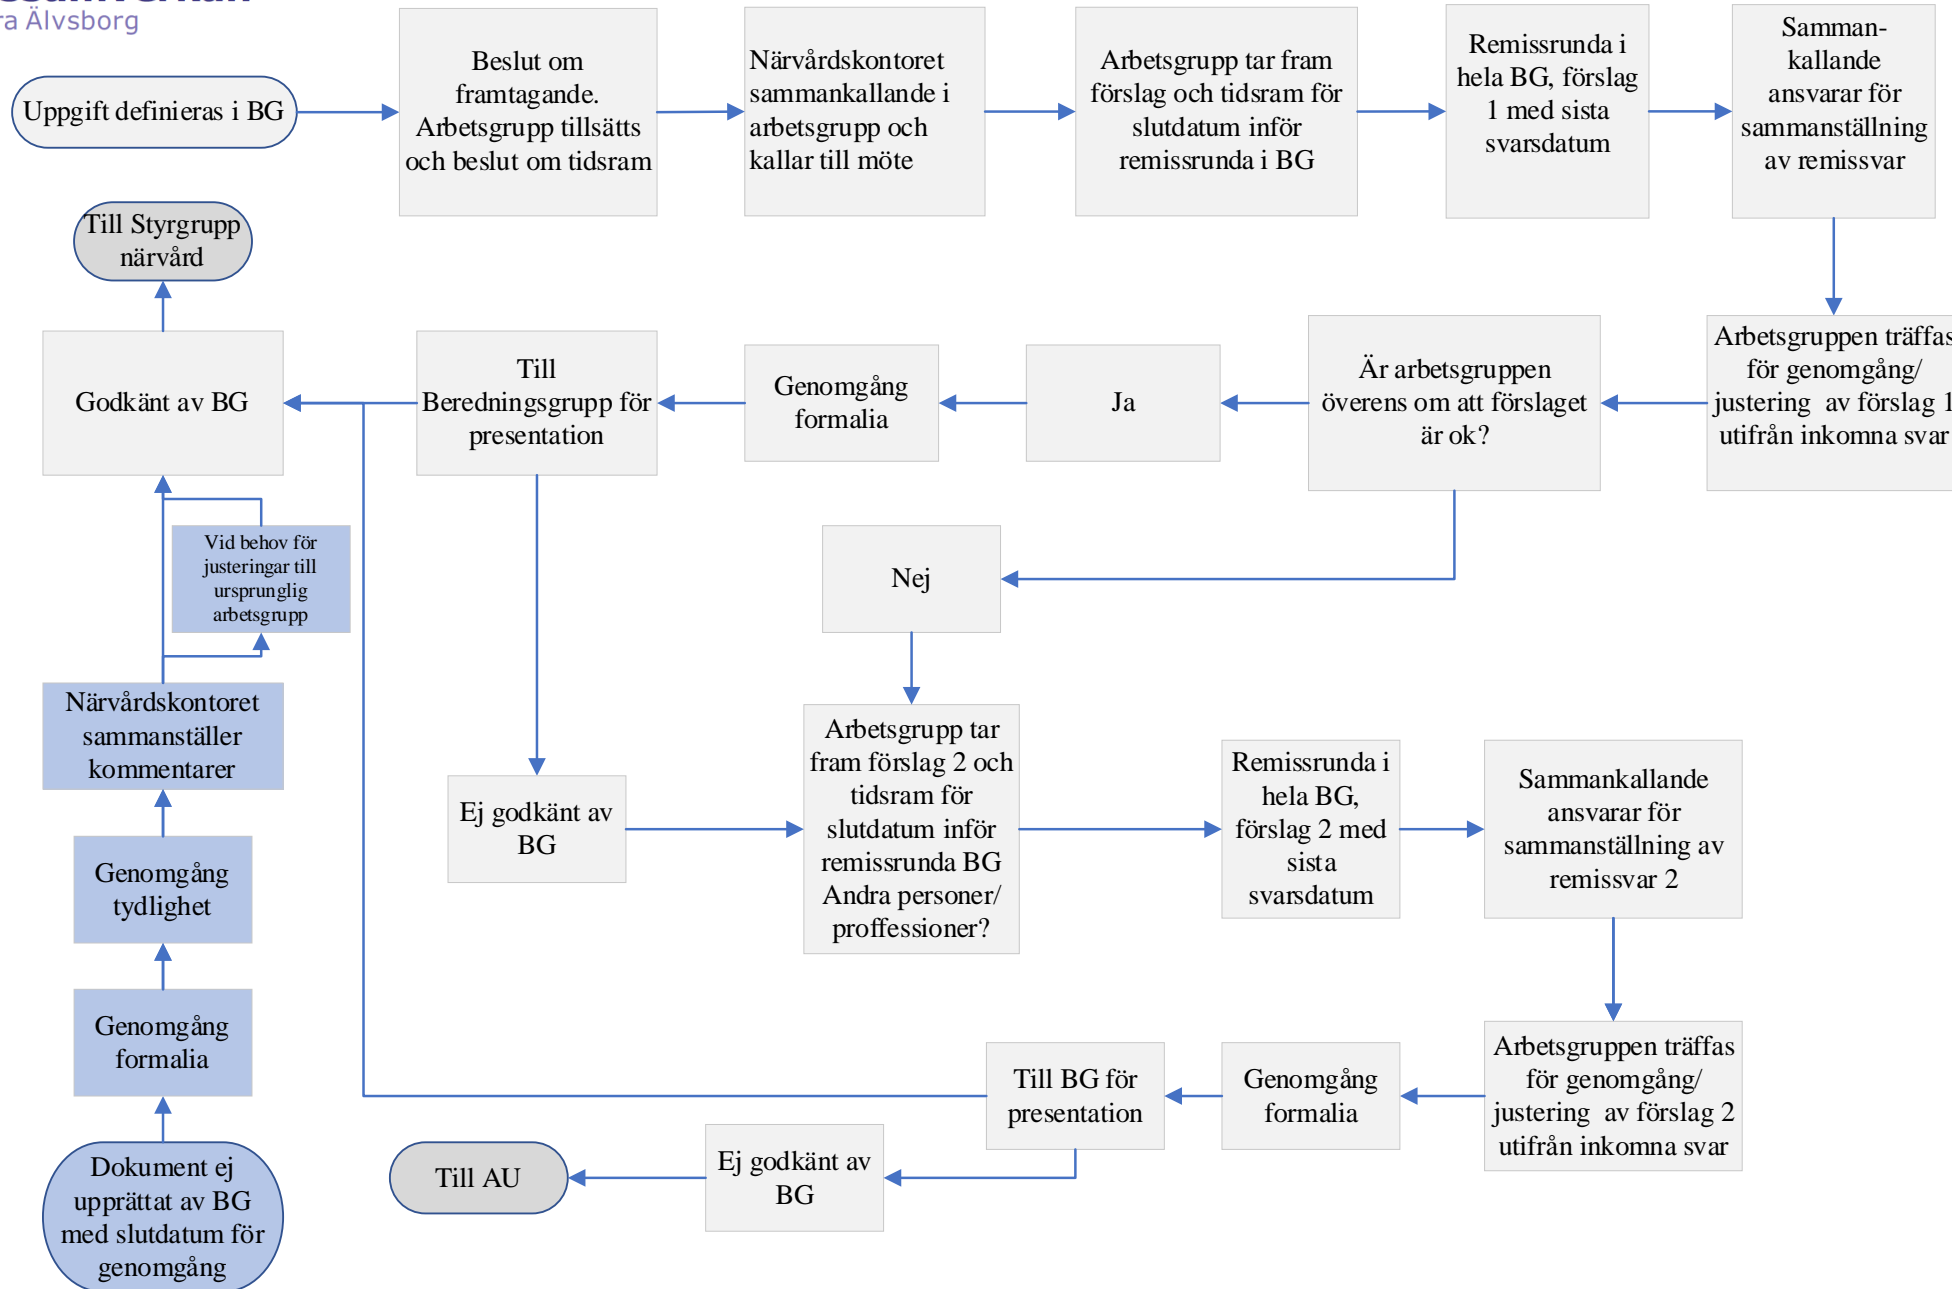 ra Älvsborg
Uppgift definieras i BG
Beslut om
framtagande.
Arbetsgrupp tillsätts
och beslut om tidsram
Närvårdskontoret
sammankallande i
arbetsgrupp och
kallar till möte
Arbetsgrupp tar fram
förslag och tidsram för
slutdatum inför
remissrunda i BG
Remissrunda i
hela BG, förslag
1 med sista
svarsdatum
Samman-
kallande
ansvarar för
sammanställning
av remissvar
Till Styrgrupp
närvård
Godkänt av BG
Till
Beredningsgrupp för
presentation
Genomgång
formalia
Ja
Är arbetsgruppen
överens om att förslaget
är ok?
Arbetsgruppen träffas
för genomgång/
justering av förslag 1
utifrån inkomna svar
Vid behov för
justeringar till
ursprunglig
arbetsgrupp
Nej
Närvårdskontoret
sammanställer
kommentarer
Ej godkänt av
BG
Arbetsgrupp tar
fram förslag 2 och
tidsram för
slutdatum inför
remissrunda BG
Andra personer/
proffessioner?
Remissrunda i
hela BG,
förslag 2 med
sista
svarsdatum
Sammankallande
ansvarar för
sammanställning av
remissvar 2
Genomgång
tydlighet
Genomgång
formalia
Till BG för
presentation
Genomgång
formalia
Arbetsgruppen träffas
för genomgång/
justering av förslag 2
utifrån inkomna svar
Dokument ej
upprättat av BG
med slutdatum för
genomgång
Till AU
Ej godkänt av
BG